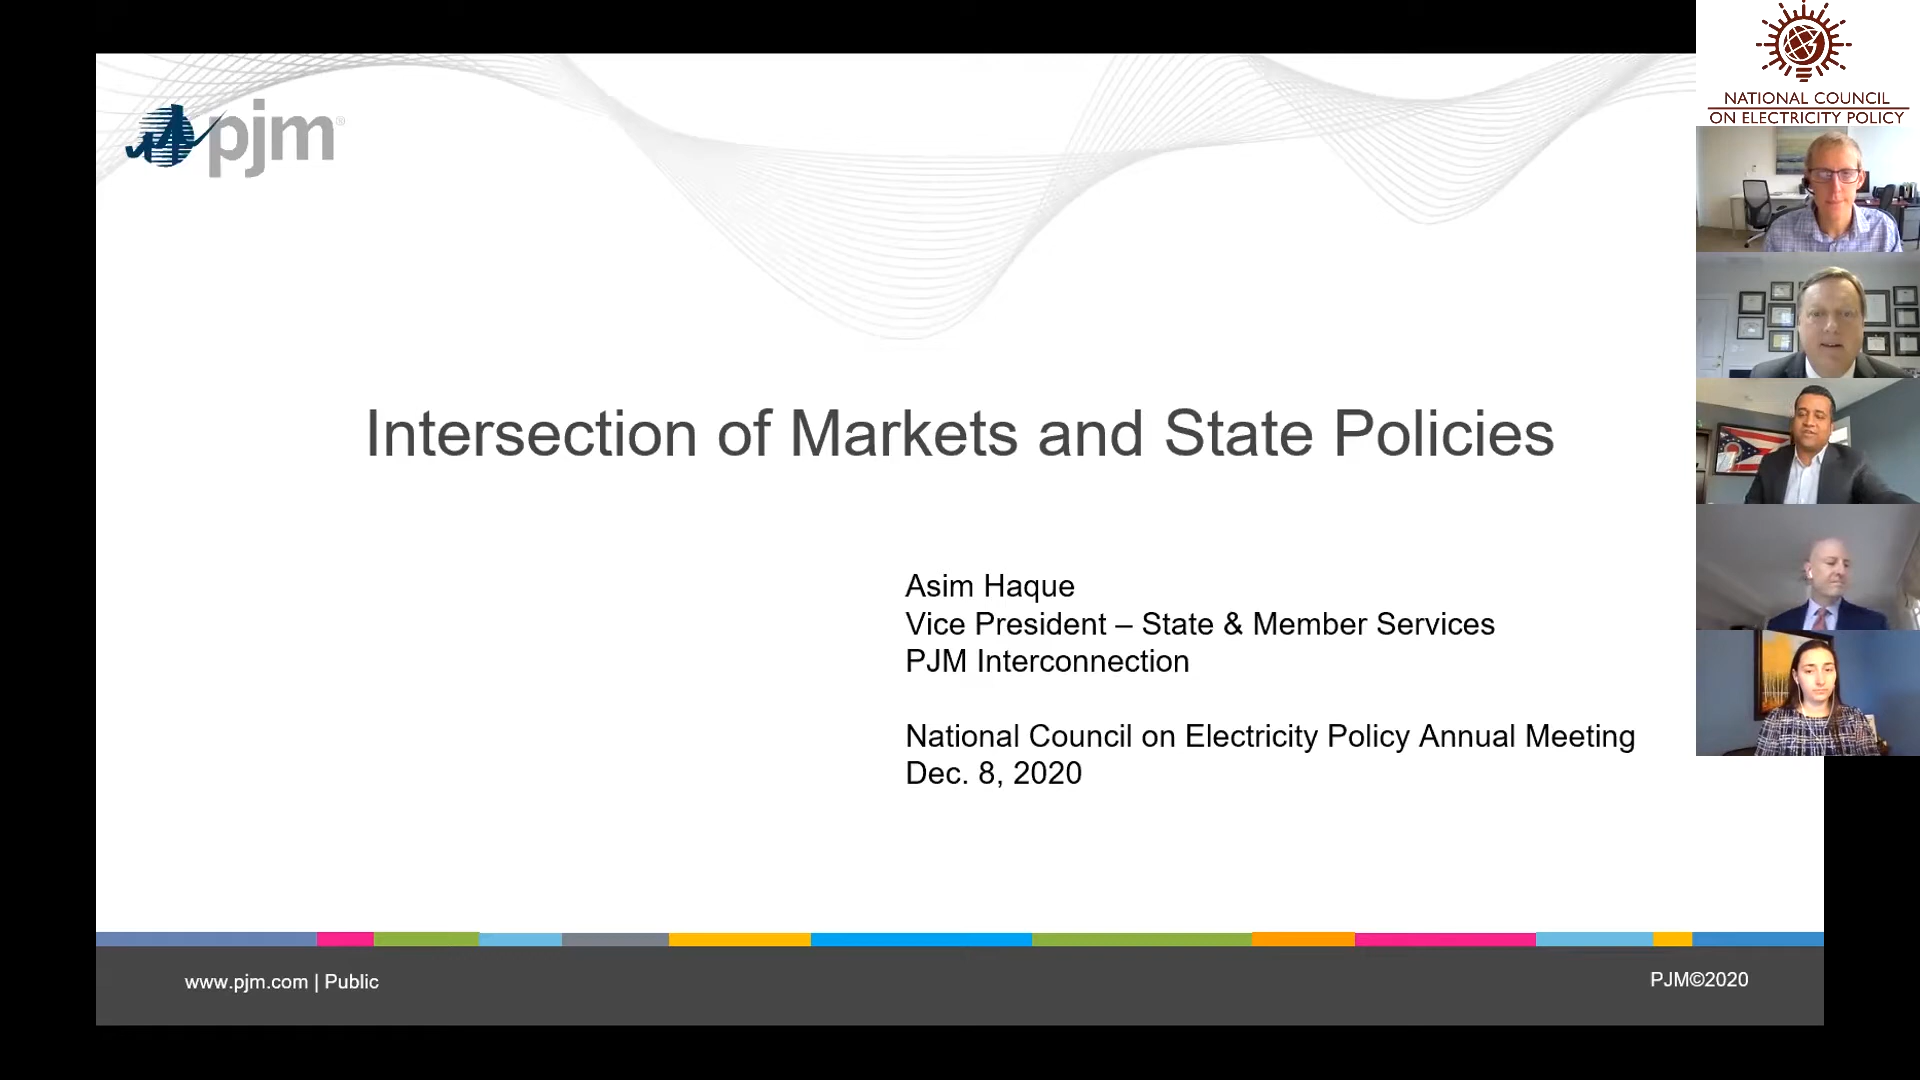 NATIONAL COUNCIL
ON ELECTRICITY POLICY
pjm®
Intersection of Markets and State Policies
Asim Haque
Vice President – State & Member Services
PJM Interconnection
National Council on Electricity Policy Annual Meeting
Dec. 8, 2020
www.pjm.com | Public
PJM©2020